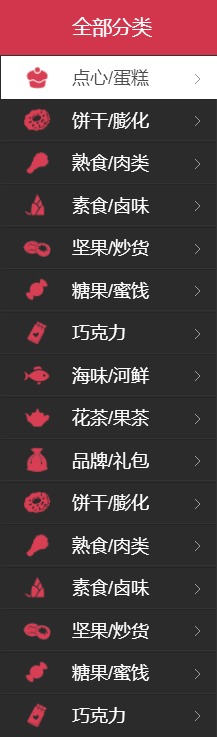 全部分类
点心/蛋糕
饼干/膨化
熟食/肉类
素食/卤味
坚果/炒货
糖果/蜜饯
巧克力
海味/河鲜
花茶/果茶
品牌/礼包
饼干/膨化
熟食/肉类
素食/卤味
坚果/炒货
糖果/蜜饯
巧克力